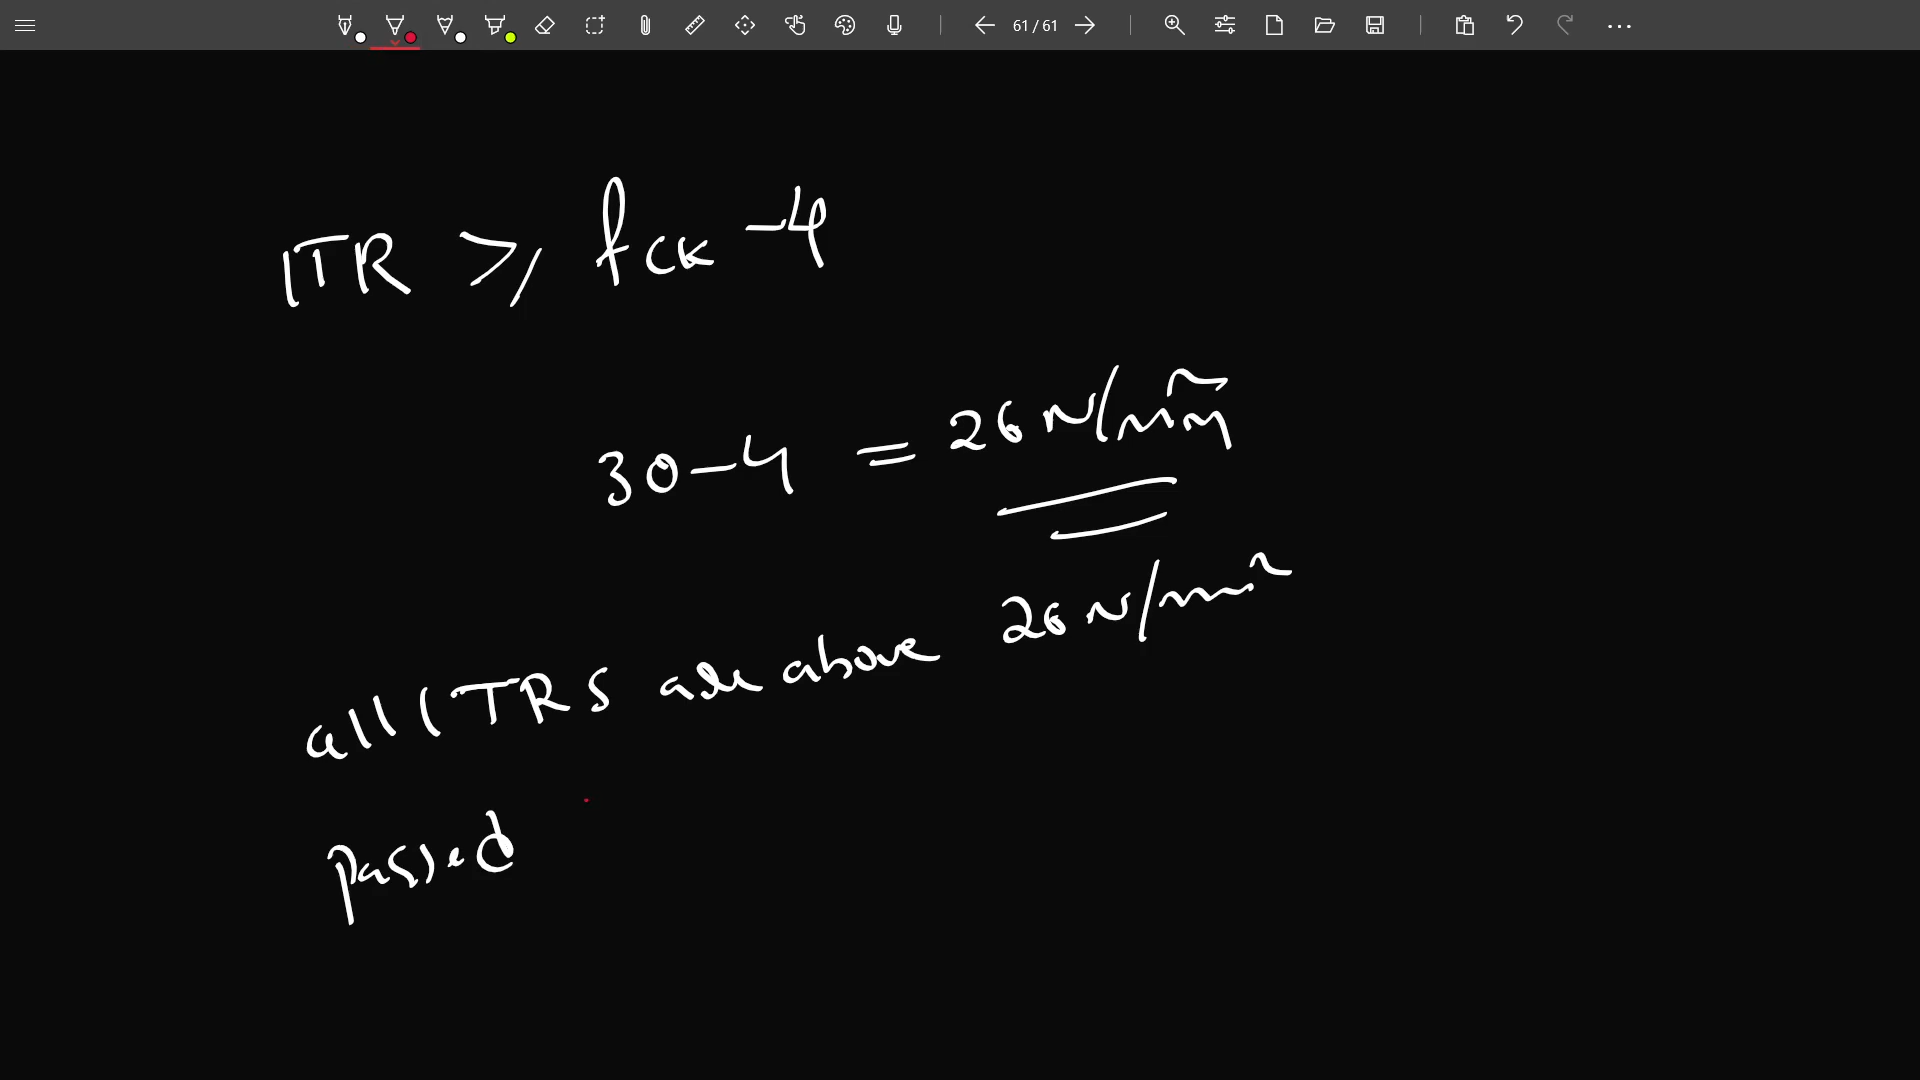 61 / 61
ITR ≥ fck -4
30-4 = 26 N/mm²
all ITRS are above 26 N/mm²
passed